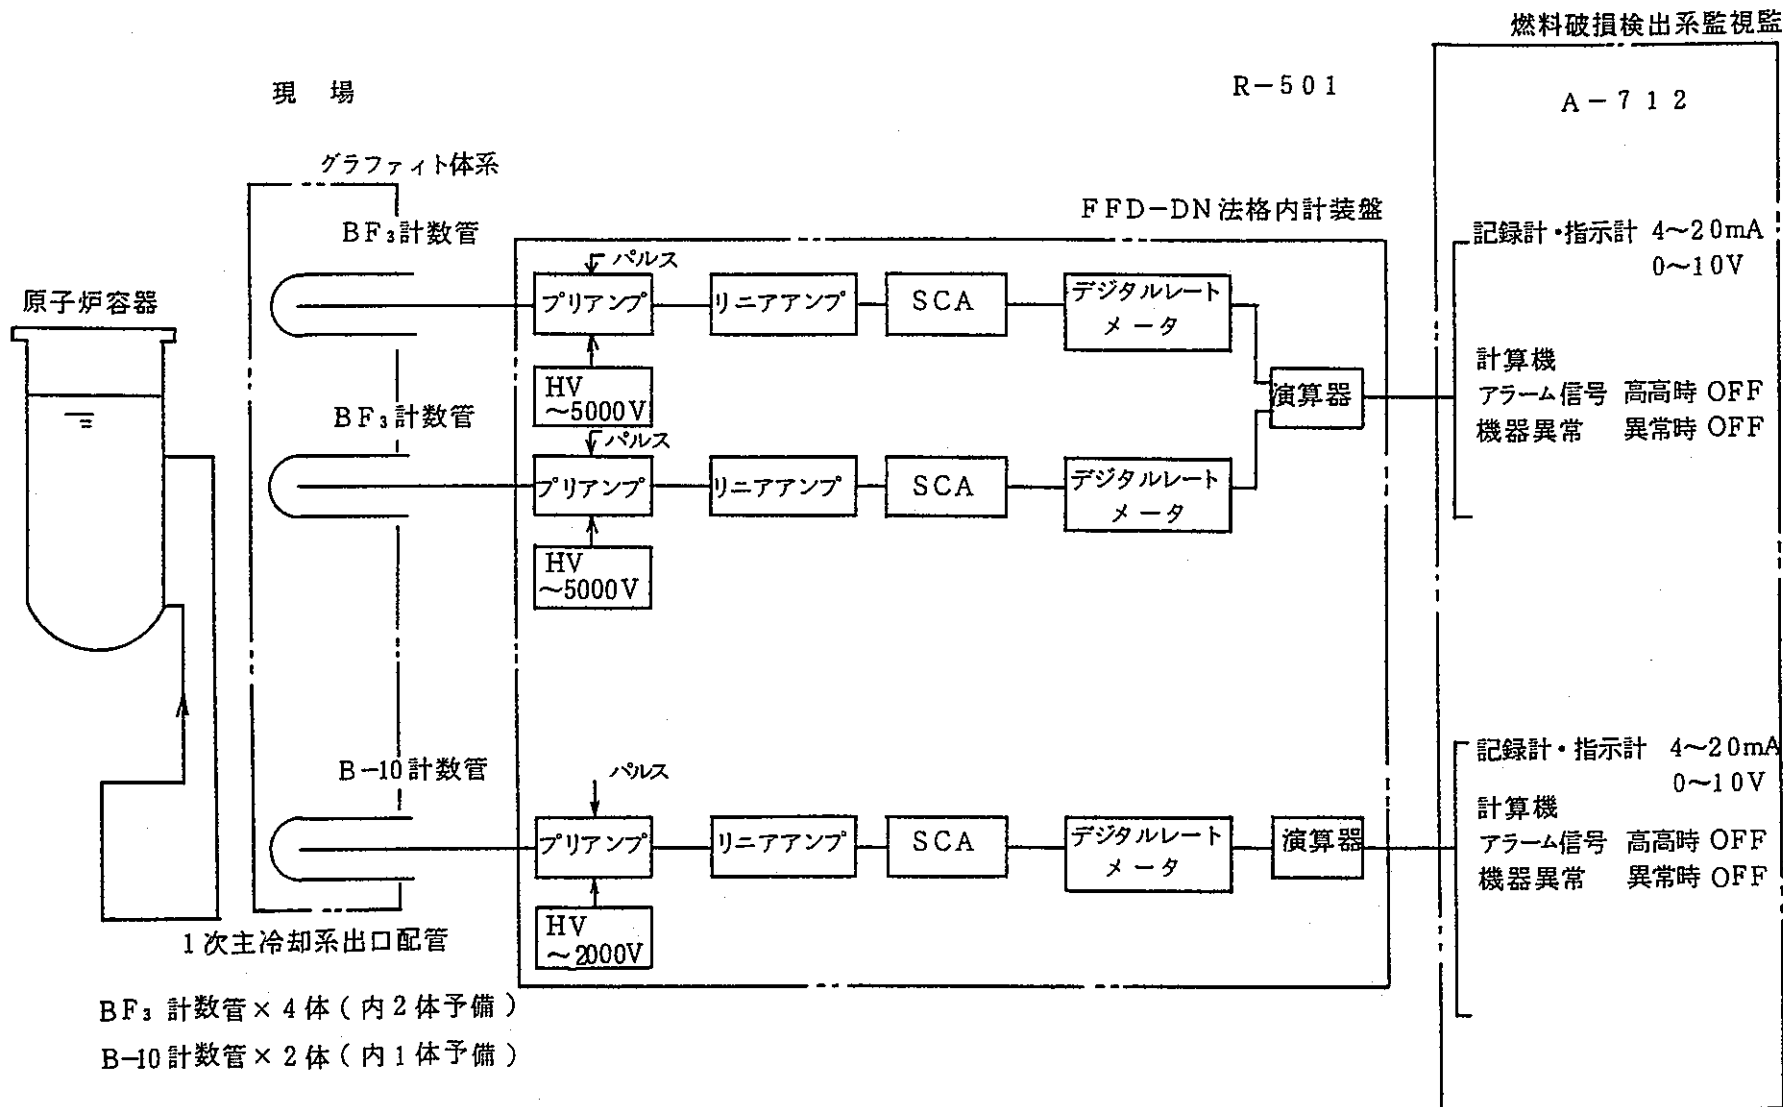 燃料破損検出系監視監
現 場
R-501
A-712
グラファイト体系
FFD-DN法格内計装盤
BF₃計数管
記録計・指示計 4～20mA
0～10V
パルス
原子炉容器
プリアンプ
リニアアンプ
SCA
デジタルレート
メータ
HV
～5000V
演算器
計算機
アラーム信号 高高時 OFF
機器異常 異常時 OFF
BF₃計数管
パルス
プリアンプ
リニアアンプ
SCA
デジタルレート
メータ
HV
～5000V
B-10計数管
パルス
記録計・指示計 4～20mA
0～10V
プリアンプ
リニアアンプ
SCA
デジタルレート
メータ
演算器
計算機
アラーム信号 高高時 OFF
機器異常 異常時 OFF
HV
～2000V
1次主冷却系出口配管
BF₃ 計数管×4体(内2体予備)
B-10計数管×2体(内1体予備)